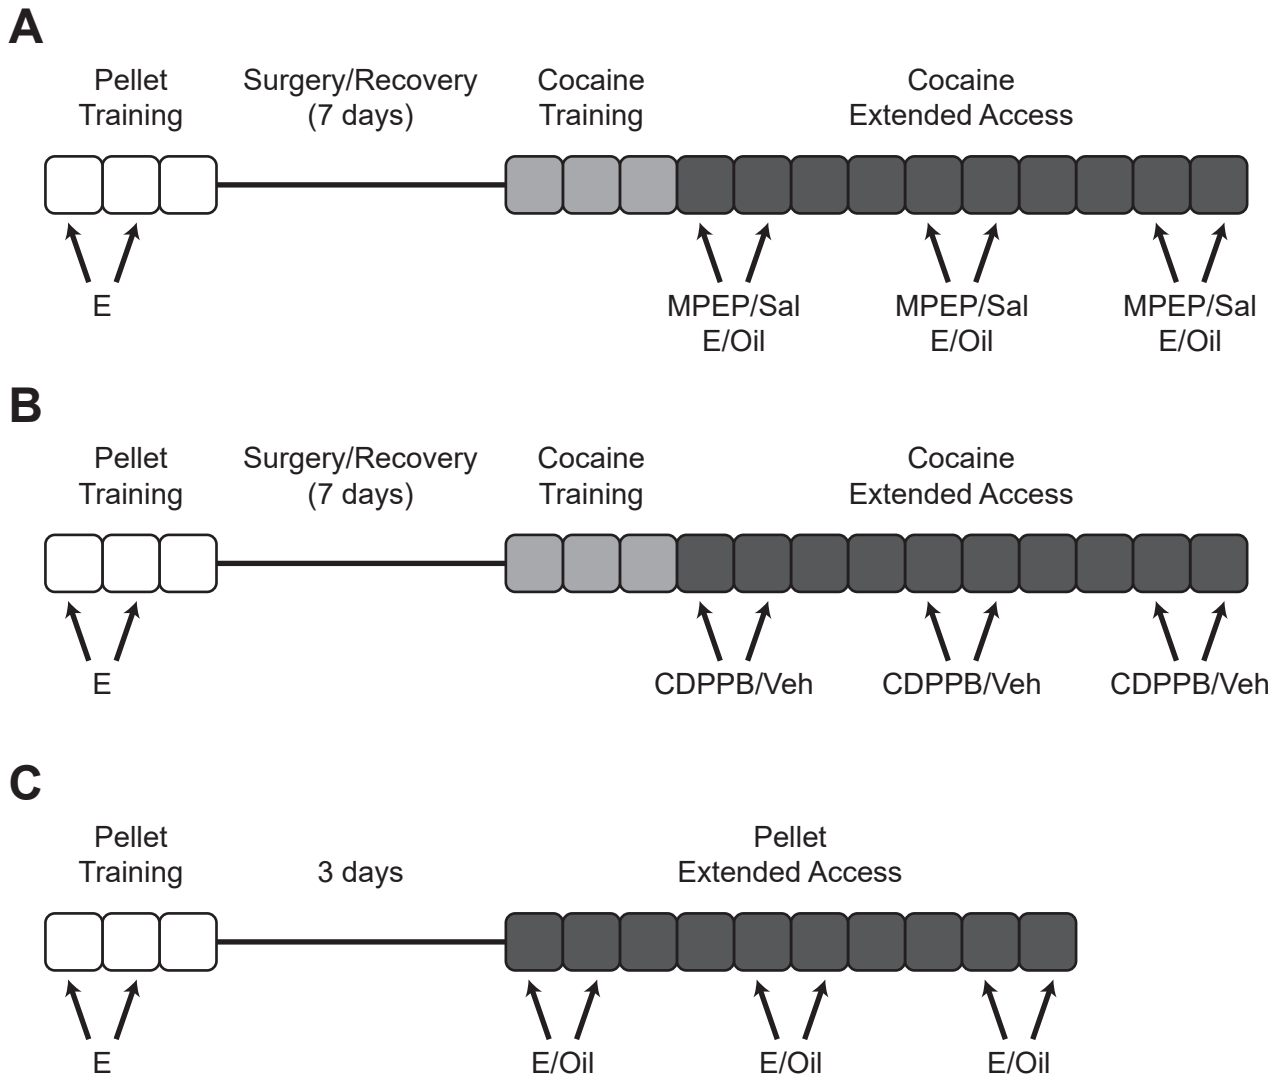 A
Pellet
Training
Surgery/Recovery
(7 days)
Cocaine
Training
Cocaine
Extended Access
E
MPEP/Sal
E/Oil
MPEP/Sal
E/Oil
MPEP/Sal
E/Oil
B
Pellet
Training
Surgery/Recovery
(7 days)
Cocaine
Training
Cocaine
Extended Access
E
CDPPB/Veh
CDPPB/Veh
CDPPB/Veh
C
Pellet
Training
3 days
Pellet
Extended Access
E
E/Oil
E/Oil
E/Oil